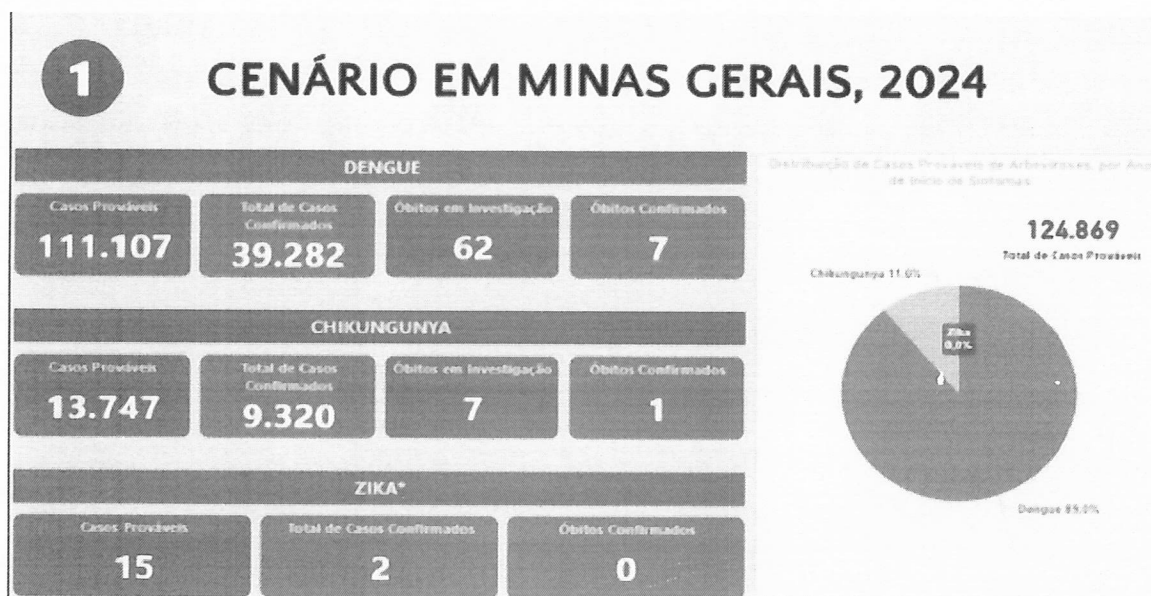 1
CENÁRIO EM MINAS GERAIS, 2024
DENGUE
Casos Prováveis
111.107
Total de Casos
Confirmados
39.282
Óbitos em Investigação
62
Óbitos Confirmados
7
CHIKUNGUNYA
Casos Prováveis
13.747
Total de Casos
Confirmados
9.320
Óbitos em Investigação
7
Óbitos Confirmados
1
ZIKA*
Casos Prováveis
15
Total de Casos Confirmados
2
Óbitos Confirmados
0
Distribuição de Casos Prováveis de Arboviroses, por Ano
de Início de Sintomas
124.869
Total de Casos Prováveis
Chikungunya 11.0%
Zika
0,0%
Dengue 89.0%